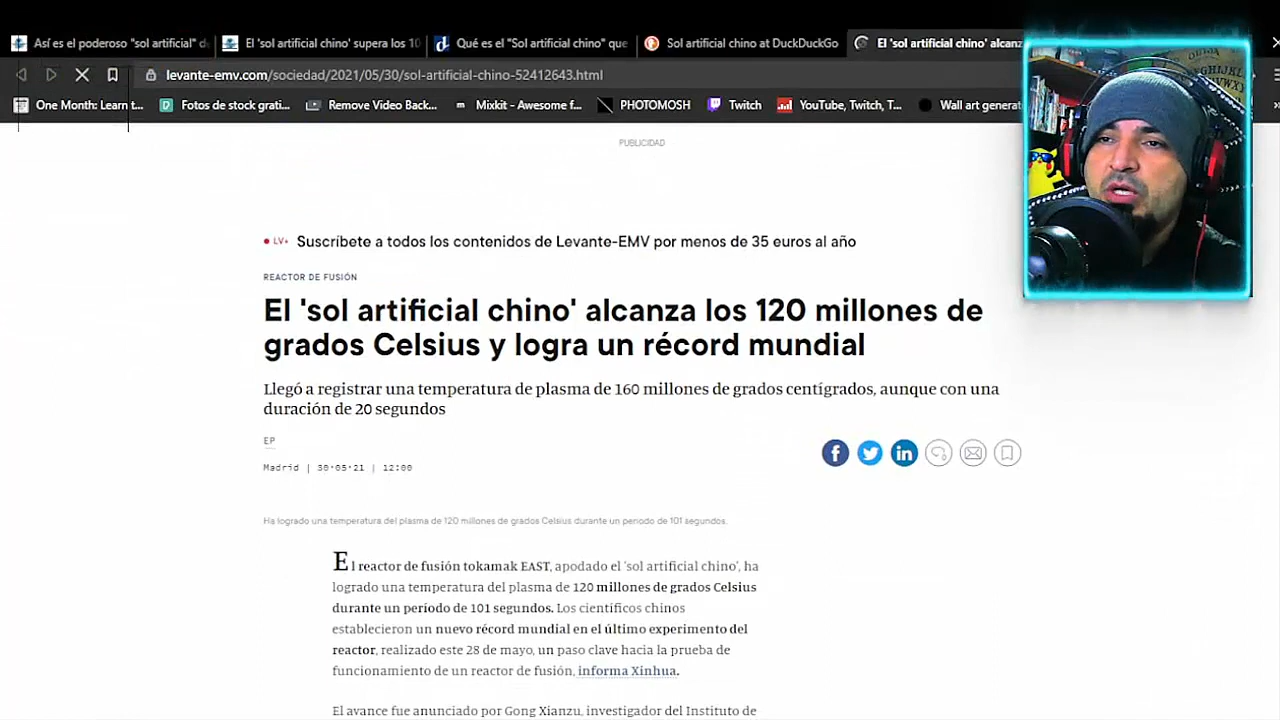 Así es el poderoso "sol artificial" d
El 'sol artificial chino' supera los 10
Qué es el "Sol artificial chino" que
Sol artificial chino at DuckDuckGo
El 'sol artificial chino' alcanz
levante-emv.com/sociedad/2021/05/30/sol-artificial-chino-52412643.html
One Month: Learn t...
Fotos de stock grati...
Remove Video Back...
Mixkit - Awesome f...
PHOTOMOSH
Twitch
YouTube, Twitch, T...
Wall art generat
PUBLICIDAD
LV+ Suscríbete a todos los contenidos de Levante-EMV por menos de 35 euros al año
REACTOR DE FUSIÓN
El 'sol artificial chino' alcanza los 120 millones de
grados Celsius y logra un récord mundial
Llegó a registrar una temperatura de plasma de 160 millones de grados centígrados, aunque con una
duración de 20 segundos
EP
Madrid | 30·05·21 | 12:00
Ha logrado una temperatura del plasma de 120 millones de grados Celsius durante un periodo de 101 segundos.
El reactor de fusión tokamak EAST, apodado el 'sol artificial chino', ha
logrado una temperatura del plasma de 120 millones de grados Celsius
durante un período de 101 segundos. Los científicos chinos
establecieron un nuevo récord mundial en el último experimento del
reactor, realizado este 28 de mayo, un paso clave hacia la prueba de
funcionamiento de un reactor de fusión, informa Xinhua.
El avance fue anunciado por Gong Xianzu, investigador del Instituto de